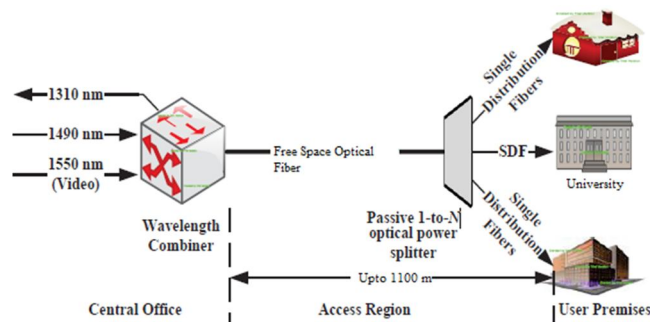 1310 nm
1490 nm
1550 nm
(Video)
Wavelength
Combiner
Free Space Optical
Fiber
Passive 1-to-N
optical power
splitter
Single
Distribution
Fibers
SDF
Single
Distribution
Fibers
University
Upto 1100 m
Central Office
Access Region
User Premises